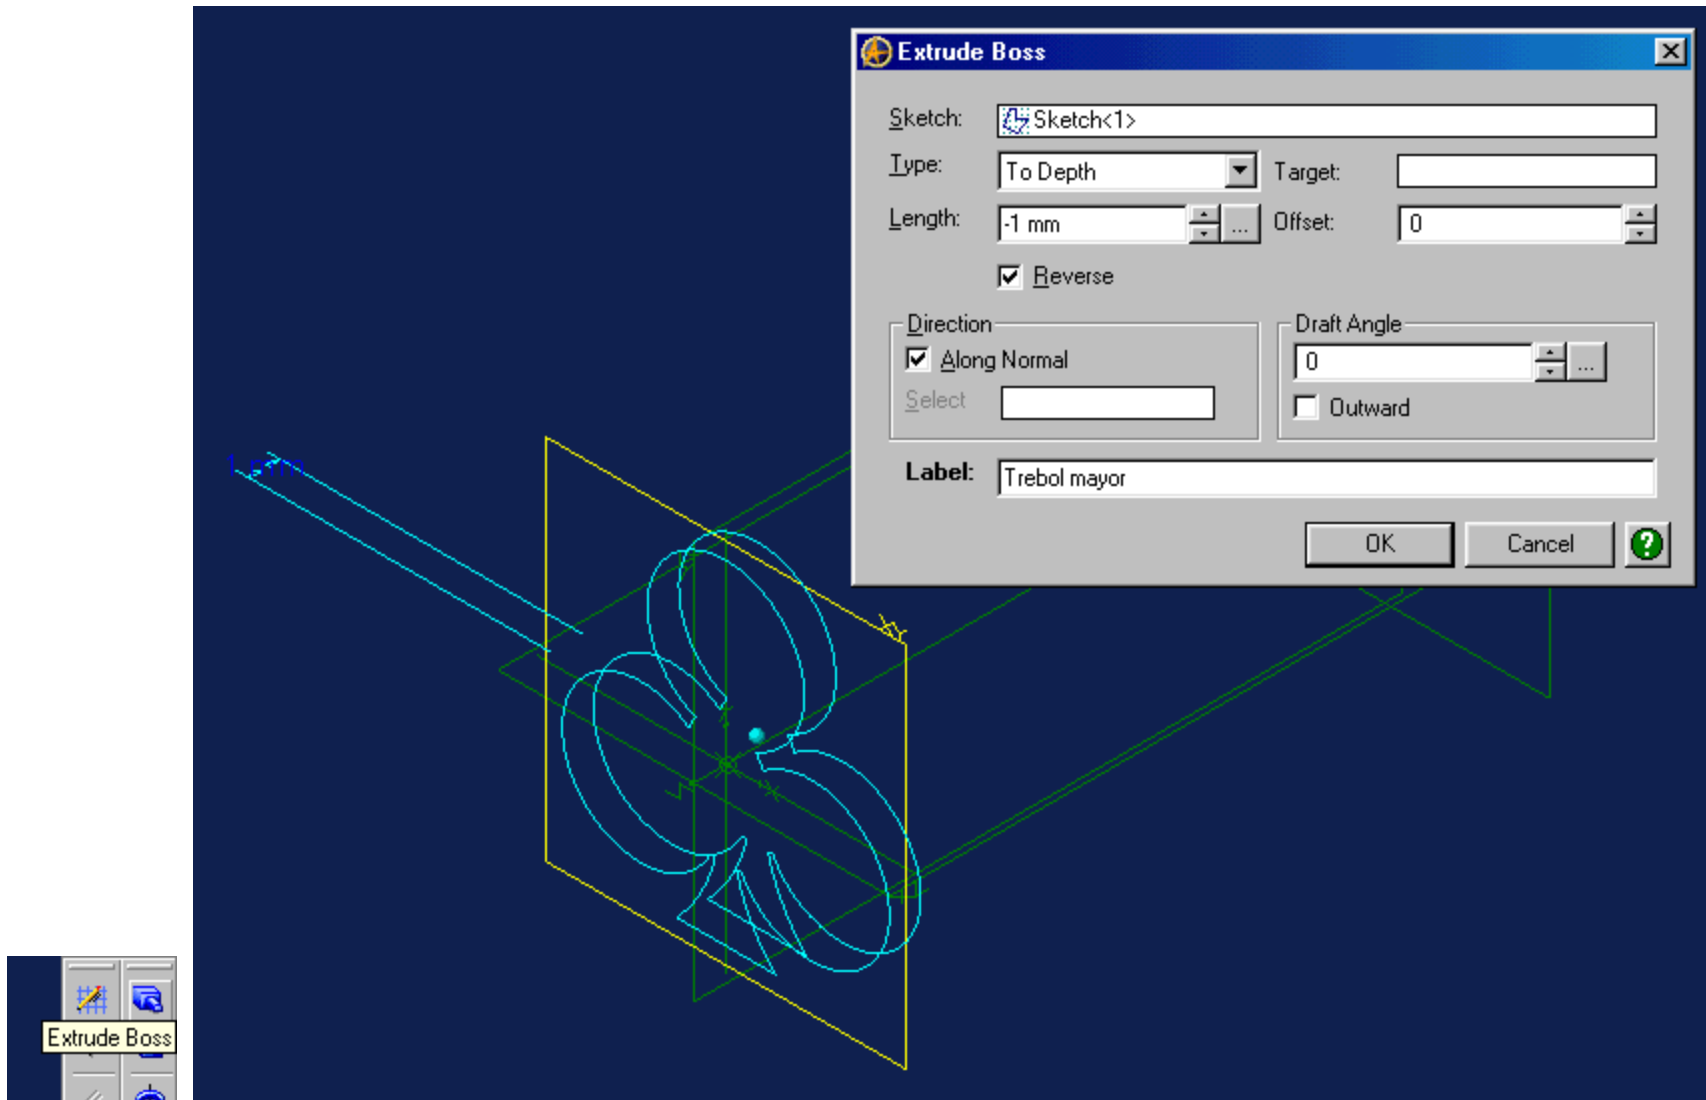 Extrude Boss
Sketch: Sketch<1>
Type: To Depth Target:
Length: -1 mm ... Offset: 0
Reverse
Direction Draft Angle
Along Normal 0 ...
Select Outward
Label: Trebol mayor
OK Cancel ?
Extrude Boss